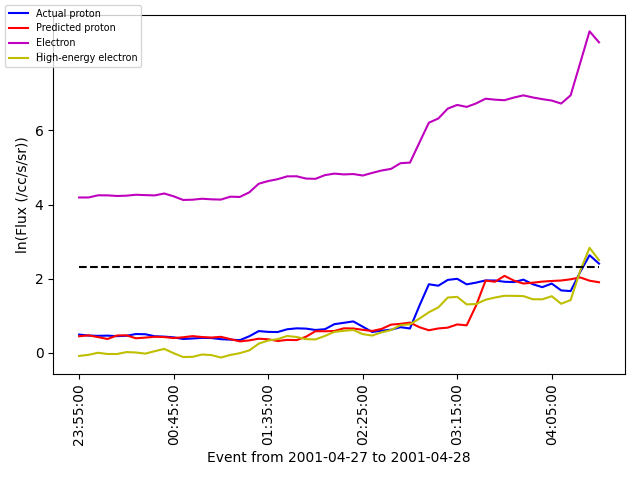 Actual proton
Predicted proton
Electron
High-energy electron
ln(Flux (/cc/s/sr))
6
4
2
0
23:55:00
00:45:00
01:35:00
02:25:00
03:15:00
04:05:00
Event from 2001-04-27 to 2001-04-28